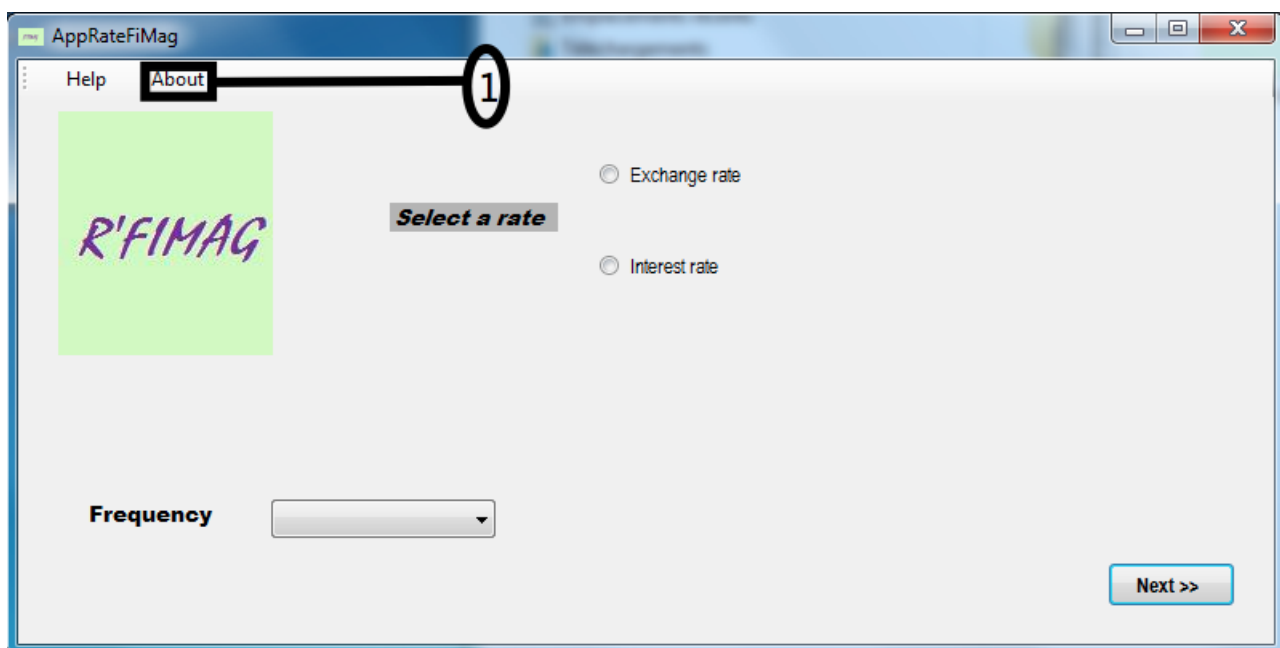 AppRateFiMag
Help About
1
Exchange rate
R'FIMAG
Select a rate
Interest rate
Frequency
Next >>